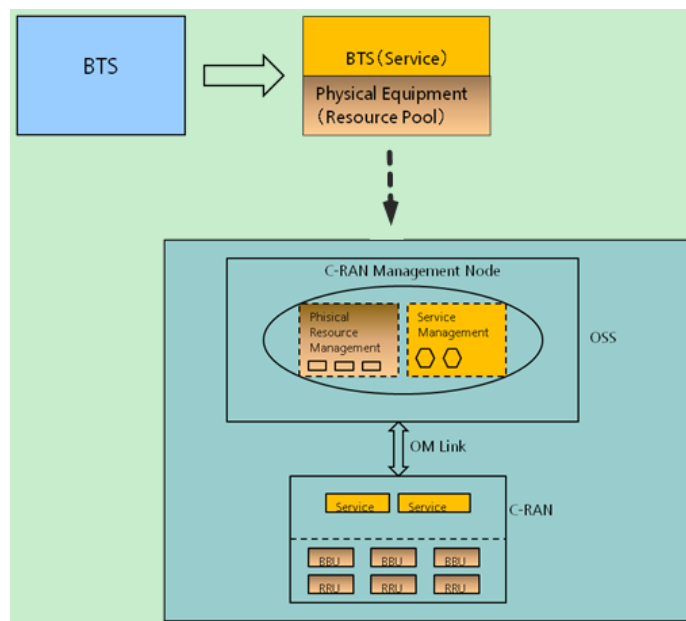 BTS
BTS（Service）
Physical Equipment
（Resource Pool）
C-RAN Management Node
Phisical
Resource
Management
Service
Management
OSS
OM Link
Service
Service
C-RAN
BBU
BBU
BBU
RRU
RRU
RRU